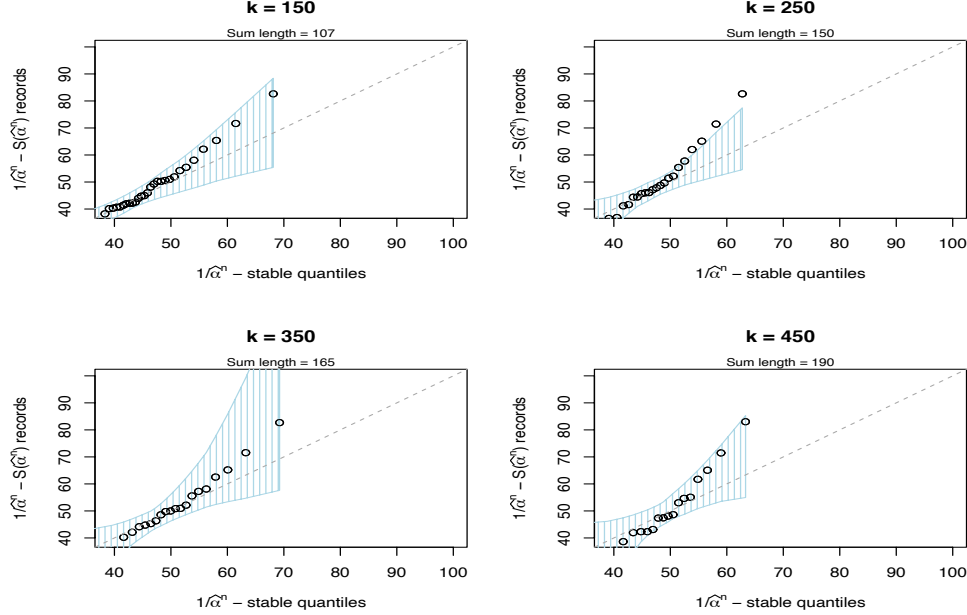 k = 150
Sum length = 107
1/α̂ⁿ − S(α̂ⁿ) records
40 50 60 70 80 90
40 50 60 70 80 90 100
1/α̂ⁿ − stable quantiles
k = 250
Sum length = 150
1/α̂ⁿ − S(α̂ⁿ) records
40 50 60 70 80 90
40 50 60 70 80 90 100
1/α̂ⁿ − stable quantiles
k = 350
Sum length = 165
1/α̂ⁿ − S(α̂ⁿ) records
40 50 60 70 80 90
40 50 60 70 80 90 100
1/α̂ⁿ − stable quantiles
k = 450
Sum length = 190
1/α̂ⁿ − S(α̂ⁿ) records
40 50 60 70 80 90
40 50 60 70 80 90 100
1/α̂ⁿ − stable quantiles